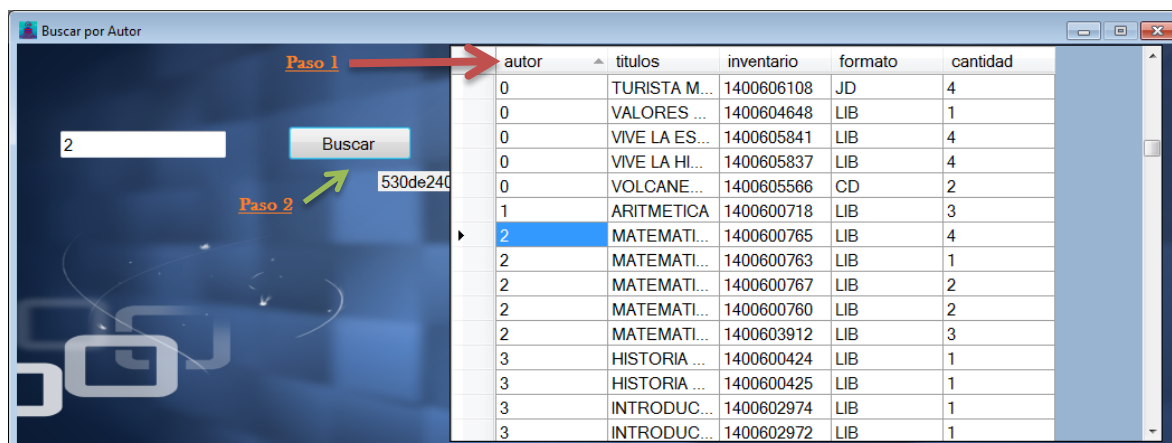 Buscar por Autor
Paso 1
autor titulos inventario formato cantidad
0 TURISTA M... 1400606108 JD 4
0 VALORES ... 1400604648 LIB 1
2 Buscar
0 VIVE LA ES... 1400605841 LIB 4
0 VIVE LA HI... 1400605837 LIB 4
530de240
0 VOLCANE... 1400605566 CD 2
Paso 2
1 ARITMETICA 1400600718 LIB 3
2 MATEMATI... 1400600765 LIB 4
2 MATEMATI... 1400600763 LIB 1
2 MATEMATI... 1400600767 LIB 2
2 MATEMATI... 1400600760 LIB 2
2 MATEMATI... 1400603912 LIB 3
3 HISTORIA ... 1400600424 LIB 1
3 HISTORIA ... 1400600425 LIB 1
3 INTRODUC... 1400602974 LIB 1
3 INTRODUC... 1400602972 LIB 1